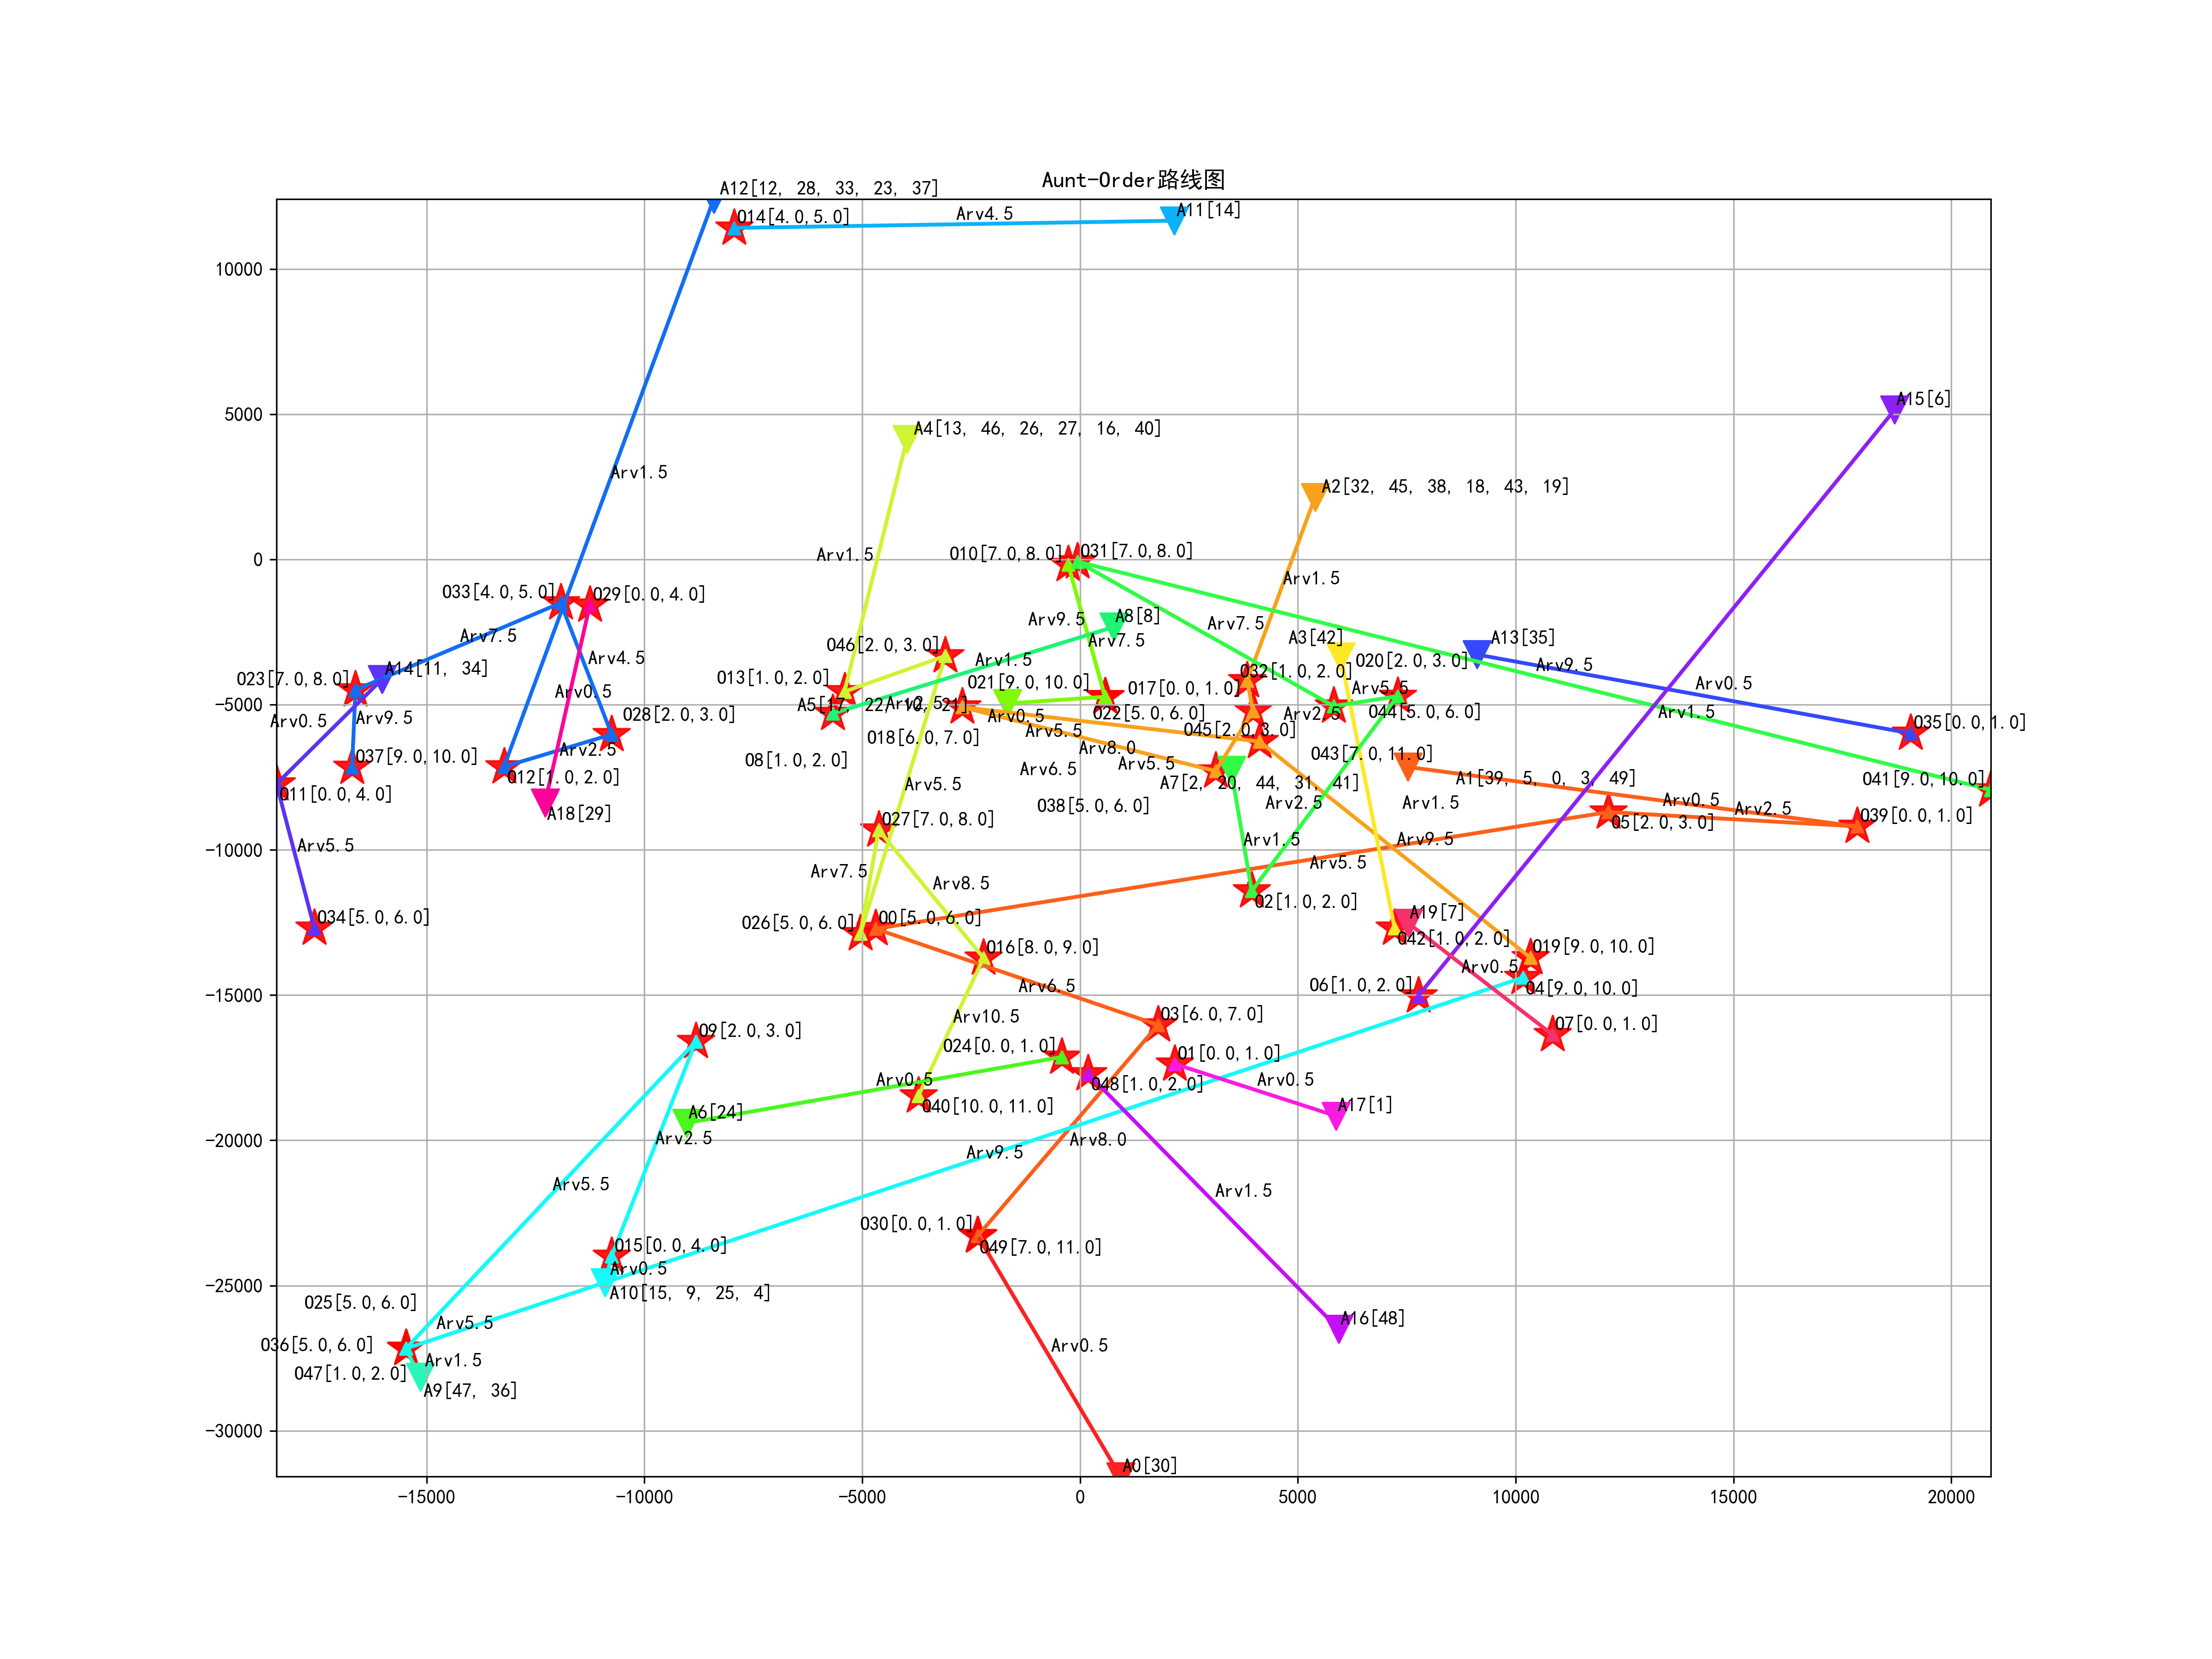 Aunt-Order路线图
A12[12, 28, 33, 23, 37]
O14[4.0,5.0]
Arv4.5
A11[14]
10000
5000
0
−5000
−10000
−15000
−20000
−25000
−30000
A15[6]
A4[13, 46, 26, 27, 16, 40]
Arv1.5
A2[32, 45, 38, 18, 43, 19]
Arv1.5
O10[7.0,8.0]
O31[7.0,8.0]
Arv1.5
O33[4.0,5.0]
O29[0.0,4.0]
Arv9.5
A8[8]
Arv7.5
Arv7.5
Arv7.5
A3[42]
A13[35]
O46[2.0,3.0]
Arv4.5
Arv1.5
O20[2.0,3.0]
Arv9.5
O23[7.0,8.0]
A14[11, 34]
O13[1.0,2.0]
O21[9.0,10.0]
O17[0.0,1.0]
O32[1.0,2.0]
Arv5.5
Arv0.5
Arv0.5
A5[17, 22, 10, 21]
Arv2.5
Arv0.5
Arv9.5
Arv0.5
O28[2.0,3.0]
O22[5.0,6.0]
Arv2.5
O44[5.0,6.0]
Arv1.5
O35[0.0,1.0]
Arv5.5
O45[2.0,3.0]
O18[6.0,7.0]
Arv8.0
O37[9.0,10.0]
Arv2.5
O8[1.0,2.0]
Arv6.5
Arv5.5
O43[7.0,11.0]
O12[1.0,2.0]
A7[2, 20, 44, 31, 41]
A1[39, 5, 0, 3, 49]
O41[9.0,10.0]
O11[0.0,4.0]
A18[29]
Arv5.5
O38[5.0,6.0]
Arv2.5
Arv1.5
Arv0.5
Arv2.5
O39[0.0,1.0]
O27[7.0,8.0]
O5[2.0,3.0]
Arv5.5
Arv1.5
Arv9.5
Arv7.5
Arv8.5
Arv5.5
O2[1.0,2.0]
O34[5.0,6.0]
O26[5.0,6.0]
O0[5.0,6.0]
A19[7]
O42[1.0,2.0]
O16[8.0,9.0]
O19[9.0,10.0]
Arv0.5
Arv6.5
O6[1.0,2.0]
O4[9.0,10.0]
Arv10.5
O3[6.0,7.0]
O7[0.0,1.0]
O9[2.0,3.0]
O24[0.0,1.0]
O1[0.0,1.0]
Arv0.5
O48[1.0,2.0]
Arv0.5
O40[10.0,11.0]
A6[24]
A17[1]
Arv2.5
Arv8.0
Arv9.5
Arv5.5
Arv1.5
O30[0.0,1.0]
O15[0.0,4.0]
O49[7.0,11.0]
Arv0.5
A10[15, 9, 25, 4]
O25[5.0,6.0]
Arv5.5
A16[48]
O36[5.0,6.0]
Arv0.5
Arv1.5
O47[1.0,2.0]
A9[47, 36]
A0[30]
−15000 −10000 −5000 0 5000 10000 15000 20000